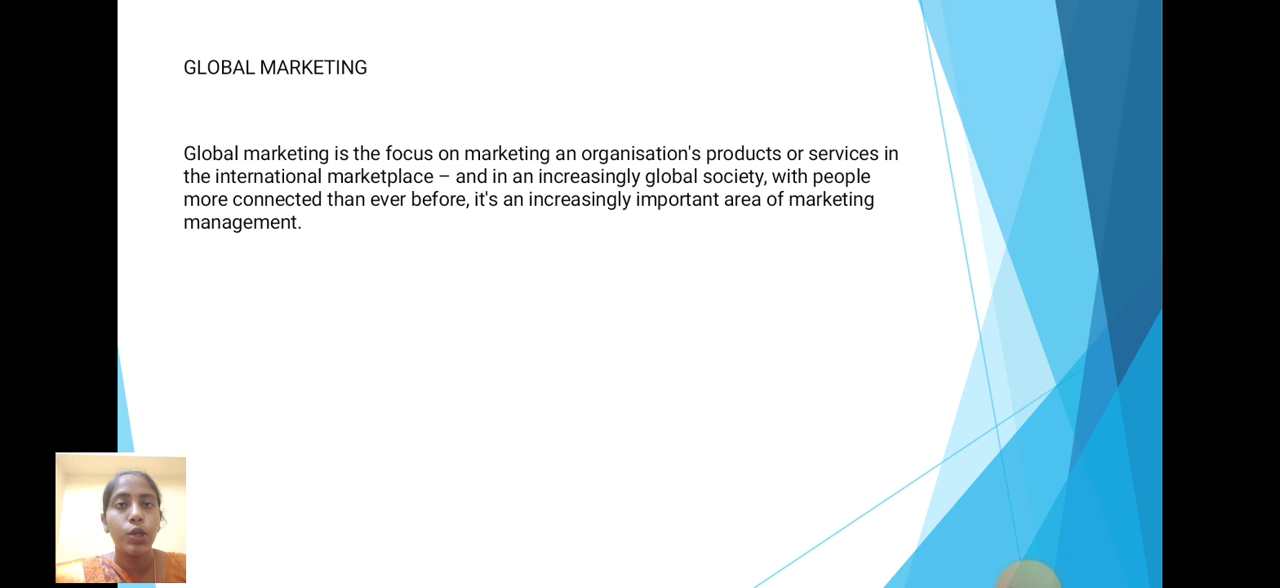 GLOBAL MARKETING
Global marketing is the focus on marketing an organisation's products or services in
the international marketplace – and in an increasingly global society, with people
more connected than ever before, it's an increasingly important area of marketing
management.